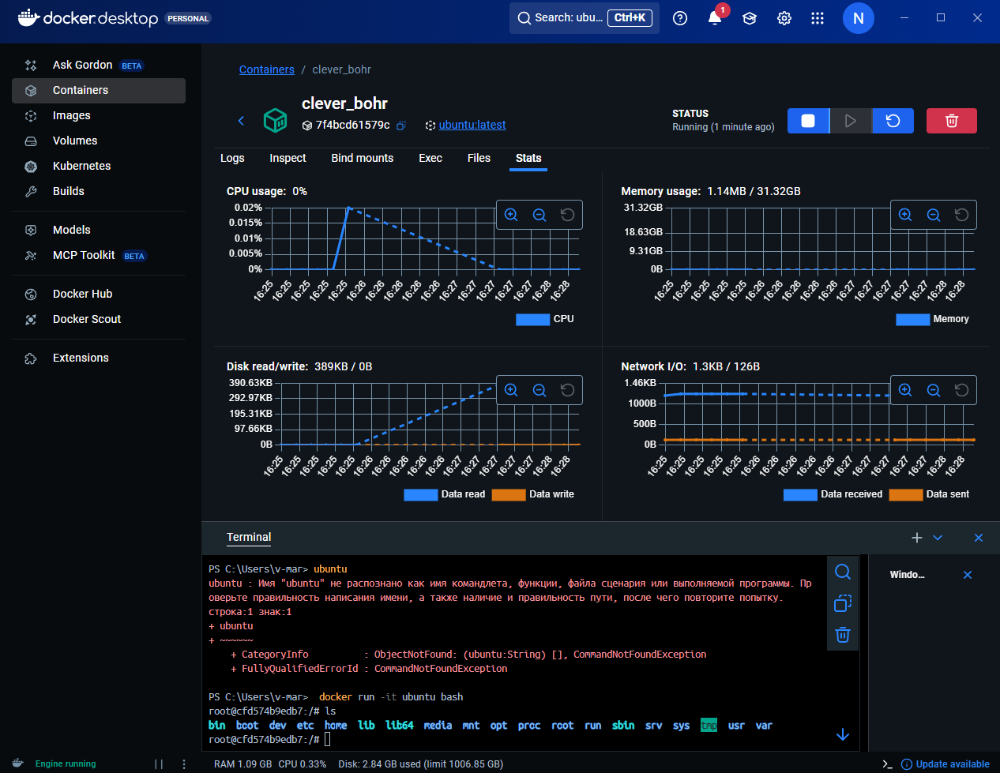 docker.desktop PERSONAL
Search: ubu... Ctrl+K
1
N
Ask Gordon BETA
Containers
Images
Volumes
Kubernetes
Builds
Models
MCP Toolkit BETA
Docker Hub
Docker Scout
Extensions
Containers / clever_bohr
clever_bohr
7f4bcd61579c ubuntu:latest
STATUS
Running (1 minute ago)
Logs Inspect Bind mounts Exec Files Stats
CPU usage: 0%
0.02%
0.015%
0.01%
0.005%
0%
16:25 16:25 16:25 16:25 16:25 16:26 16:26 16:26 16:26 16:27 16:27 16:27 16:27 16:27 16:27 16:28 16:28
CPU
Memory usage: 1.14MB / 31.32GB
31.32GB
18.63GB
9.31GB
0B
16:25 16:25 16:25 16:25 16:25 16:26 16:26 16:26 16:26 16:27 16:27 16:27 16:27 16:27 16:27 16:28 16:28
Memory
Disk read/write: 389KB / 0B
390.63KB
292.97KB
195.31KB
97.66KB
0B
16:25 16:25 16:25 16:25 16:25 16:26 16:26 16:26 16:26 16:27 16:27 16:27 16:27 16:27 16:27 16:28 16:28
Data read Data write
Network I/O: 1.3KB / 126B
1.46KB
1000B
500B
0B
16:25 16:25 16:25 16:25 16:25 16:26 16:26 16:26 16:26 16:27 16:27 16:27 16:27 16:27 16:27 16:28 16:28
Data received Data sent
Terminal
Windo...
PS C:\Users\v-mar> ubuntu
ubuntu : Имя "ubuntu" не распознано как имя командлета, функции, файла сценария или выполняемой программы. Пр
оверьте правильность написания имени, а также наличие и правильность пути, после чего повторите попытку.
строка:1 знак:1
+ ubuntu
+ ~~~~~~
    + CategoryInfo          : ObjectNotFound: (ubuntu:String) [], CommandNotFoundException
    + FullyQualifiedErrorId : CommandNotFoundException
PS C:\Users\v-mar>  docker run -it ubuntu bash
root@cfd574b9edb7:/# ls
bin boot dev etc home lib lib64 media mnt opt proc root run sbin srv sys tmp usr var
root@cfd574b9edb7:/#
Engine running
RAM 1.09 GB CPU 0.33% Disk: 2.84 GB used (limit 1006.85 GB)
Update available